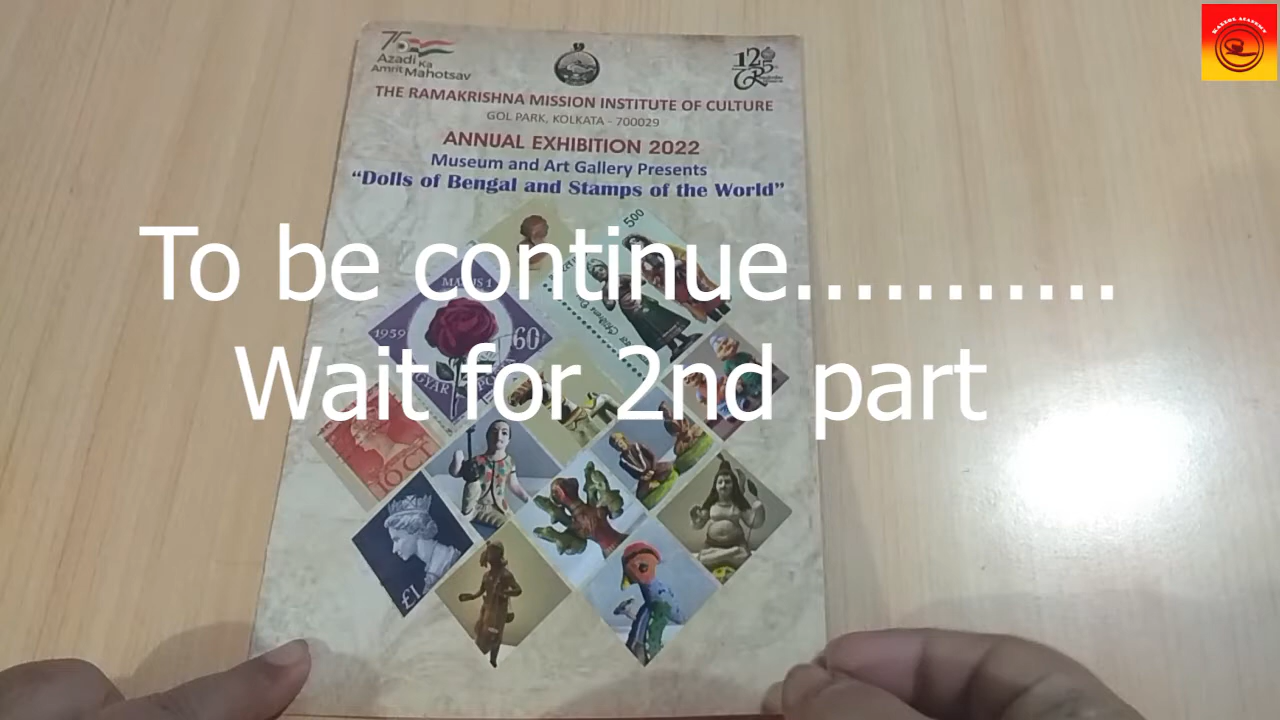 75
Azadi Ka
Amrit Mahotsav
125
THE RAMAKRISHNA MISSION INSTITUTE OF CULTURE
GOL PARK, KOLKATA - 700029
ANNUAL EXHIBITION 2022
Museum and Art Gallery Presents
“Dolls of Bengal and Stamps of the World”
To be continue...........
Wait for 2nd part
500
1959
60
£1